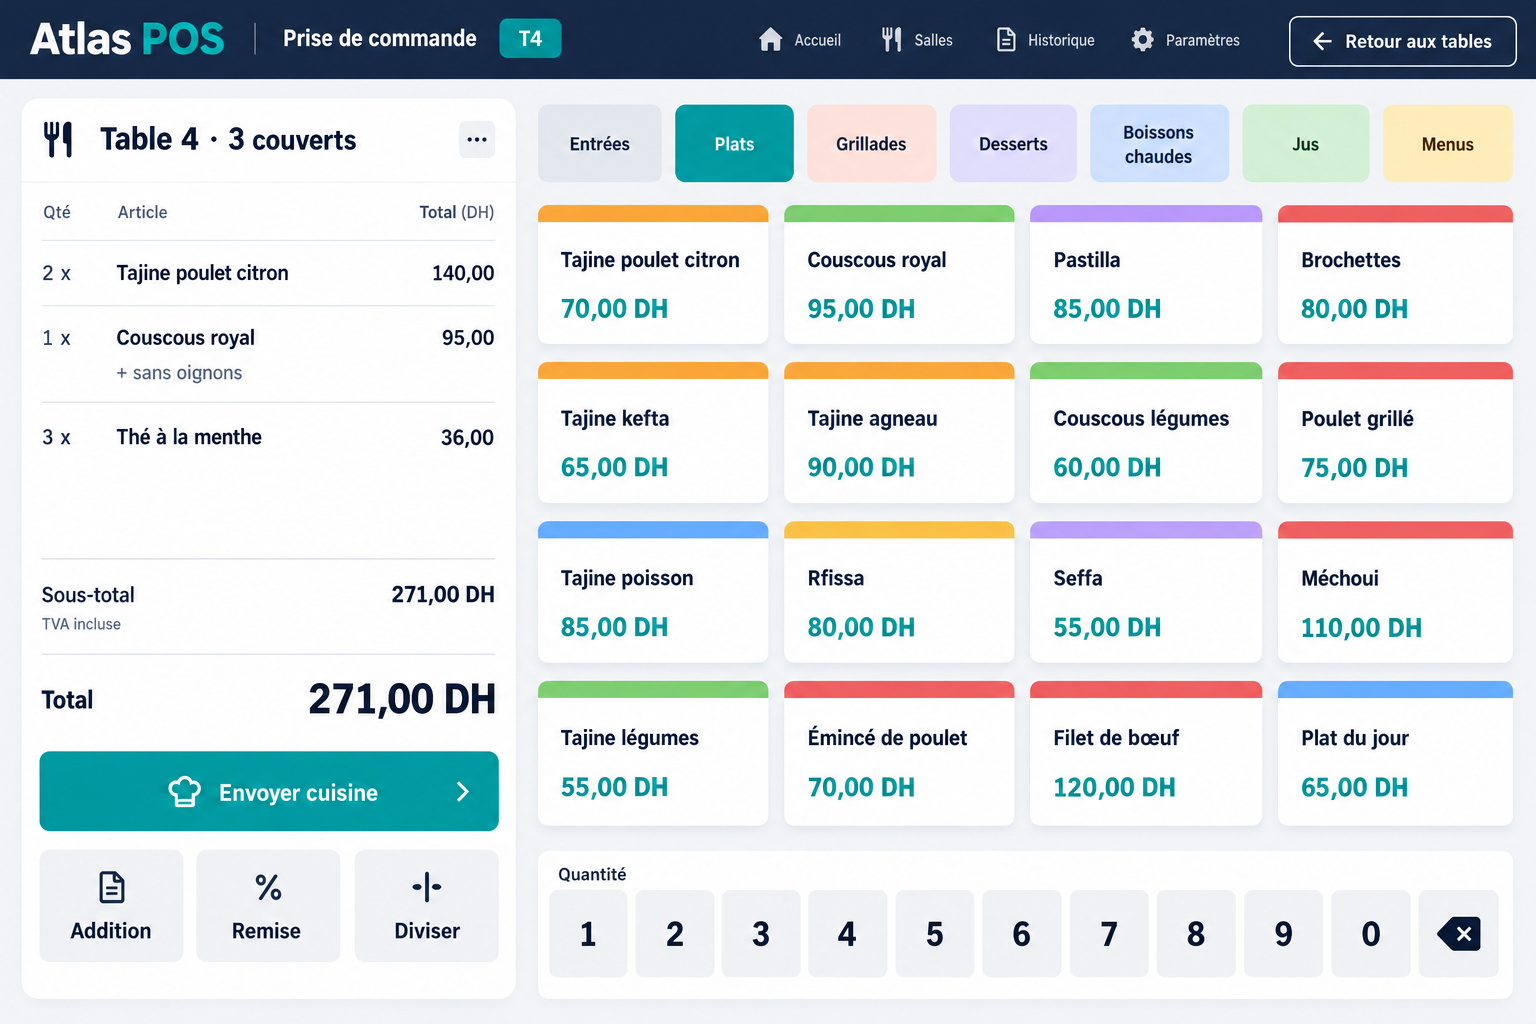 Atlas POS
Prise de commande
T4
Accueil
Salles
Historique
Paramètres
Retour aux tables
Table 4 · 3 couverts
Qté Article Total (DH)
2 x Tajine poulet citron 140,00
1 x Couscous royal 95,00
+ sans oignons
3 x Thé à la menthe 36,00
Sous-total 271,00 DH
TVA incluse
Total 271,00 DH
Envoyer cuisine
Addition
Remise
Diviser
Entrées
Plats
Grillades
Desserts
Boissons
chaudes
Jus
Menus
Tajine poulet citron
70,00 DH
Couscous royal
95,00 DH
Pastilla
85,00 DH
Brochettes
80,00 DH
Tajine kefta
65,00 DH
Tajine agneau
90,00 DH
Couscous légumes
60,00 DH
Poulet grillé
75,00 DH
Tajine poisson
85,00 DH
Rfissa
80,00 DH
Seffa
55,00 DH
Méchoui
110,00 DH
Tajine légumes
55,00 DH
Émincé de poulet
70,00 DH
Filet de bœuf
120,00 DH
Plat du jour
65,00 DH
Quantité
1 2 3 4 5 6 7 8 9 0